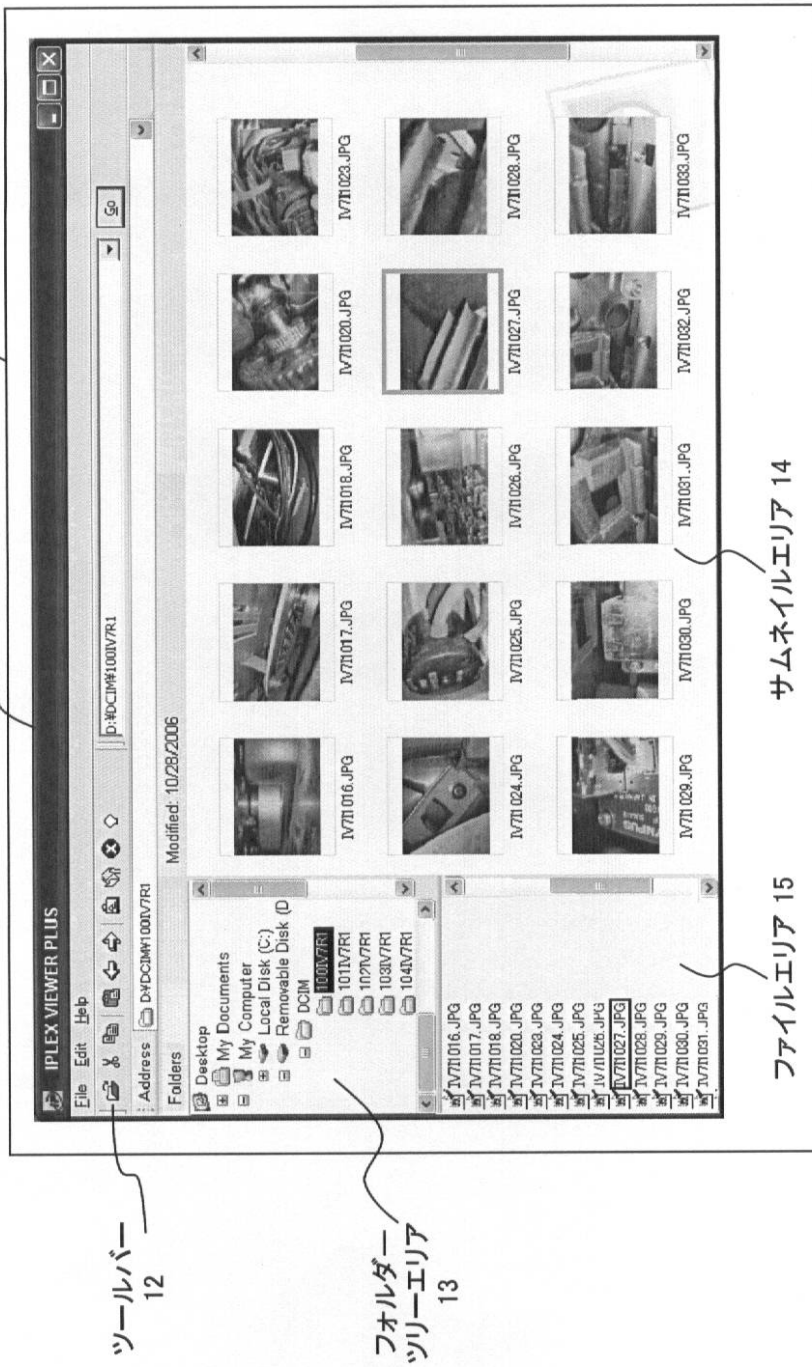 IPLEX VIEWER PLUS
File Edit Help
D:¥DCIM¥100IV7R1
Go
Address D:¥DCIM¥100IV7R1
Folders
Modified: 10/28/2006
Desktop
My Documents
My Computer
Local Disk (C:)
Removable Disk (D
DCIM
100IV7R1
101IV7R1
102IV7R1
103IV7R1
104IV7R1
IV7I1016.JPG
IV7I1017.JPG
IV7I1018.JPG
IV7I1020.JPG
IV7I1023.JPG
IV7I1024.JPG
IV7I1025.JPG
IV7I1026.JPG
IV7I1027.JPG
IV7I1028.JPG
IV7I1029.JPG
IV7I1030.JPG
IV7I1031.JPG
IV7I1016.JPG
IV7I1017.JPG
IV7I1018.JPG
IV7I1020.JPG
IV7I1023.JPG
IV7I1024.JPG
IV7I1025.JPG
IV7I1026.JPG
IV7I1027.JPG
IV7I1028.JPG
IV7I1029.JPG
IV7I1030.JPG
IV7I1031.JPG
IV7I1032.JPG
IV7I1033.JPG
ツールバー
12
フォルダー
ツリーエリア
13
ファイルエリア 15
サムネイルエリア 14